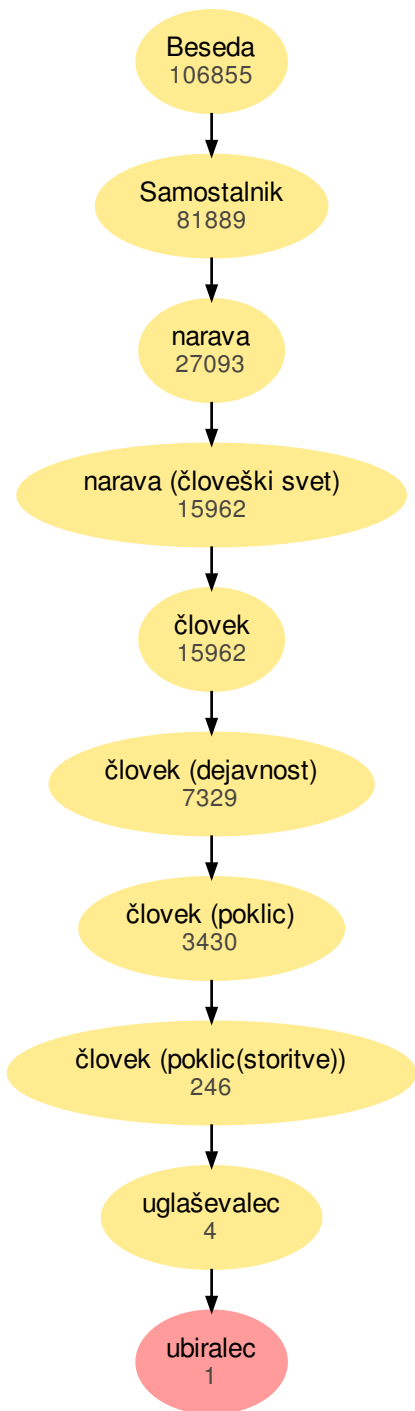 Beseda
106855
Samostalnik
81889
narava
27093
narava (človeški svet)
15962
človek
15962
človek (dejavnost)
7329
človek (poklic)
3430
človek (poklic(storitve))
246
uglaševalec
4
ubiralec
1